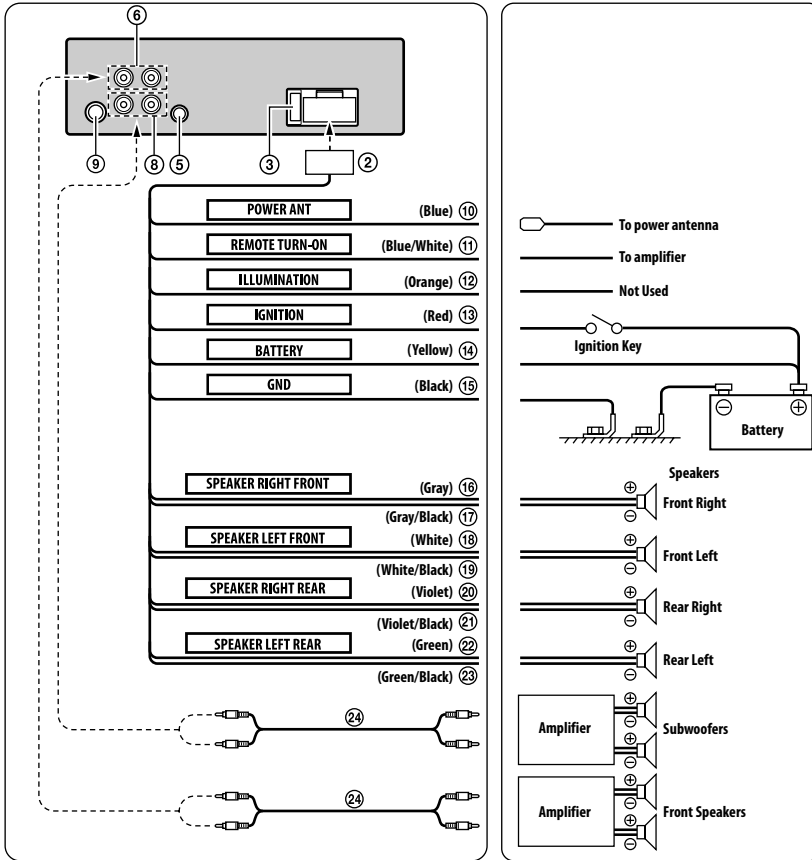 ⑥
⑨ ⑧ ⑤ ③ ②
POWER ANT (Blue) ⑩
To power antenna
REMOTE TURN-ON (Blue/White) ⑪
To amplifier
ILLUMINATION (Orange) ⑫
Not Used
IGNITION (Red) ⑬
Ignition Key
BATTERY (Yellow) ⑭
GND (Black) ⑮
⊖ ⊕
Battery
Speakers
SPEAKER RIGHT FRONT (Gray) ⑯
⊕
⊖
Front Right
(Gray/Black) ⑰
SPEAKER LEFT FRONT (White) ⑱
⊕
⊖
Front Left
(White/Black) ⑲
SPEAKER RIGHT REAR (Violet) ⑳
⊕
⊖
Rear Right
(Violet/Black) ㉑
SPEAKER LEFT REAR (Green) ㉒
⊕
⊖
Rear Left
(Green/Black) ㉓
㉔
Amplifier
⊕
⊖
⊕
⊖
Subwoofers
㉔
Amplifier
⊕
⊖
⊕
⊖
Front Speakers